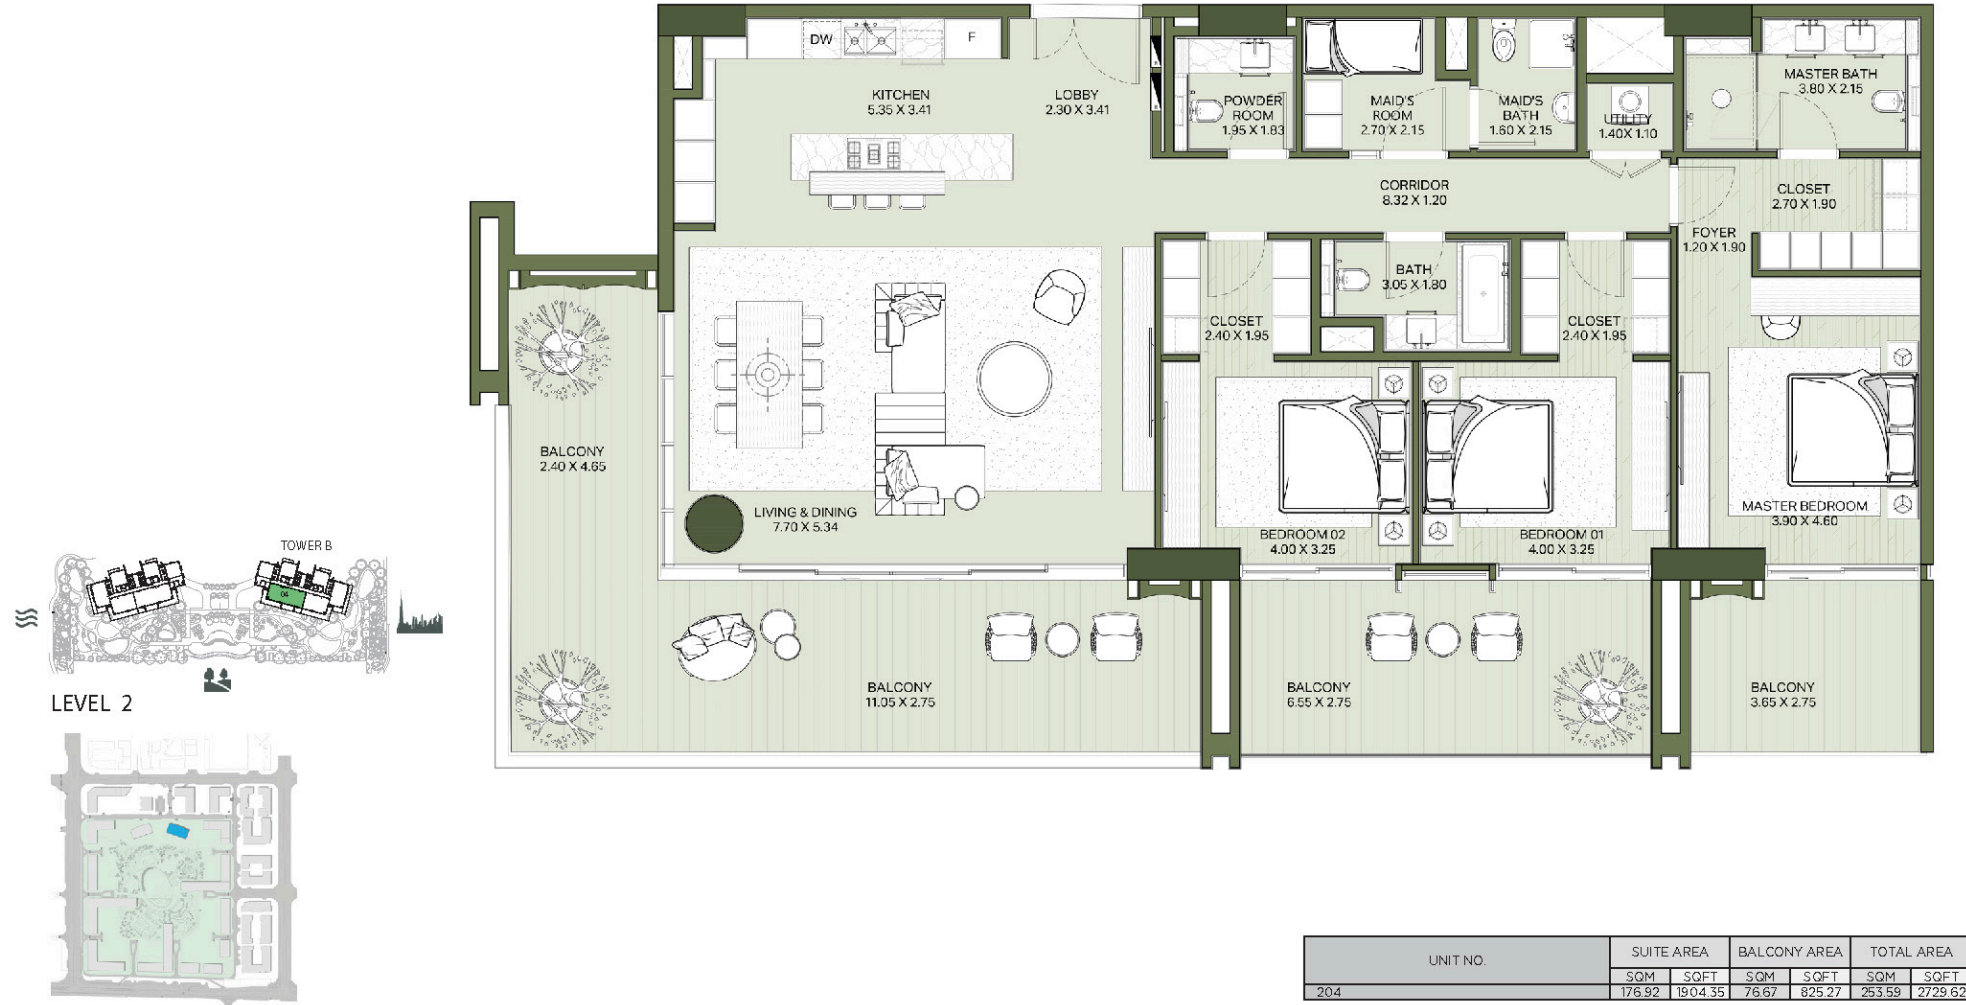 DW
F
KITCHEN
5.35 X 3.41
LOBBY
2.30 X 3.41
POWDER
ROOM
1.95 X 1.83
MAID'S
ROOM
2.70 X 2.15
MAID'S
BATH
1.60 X 2.15
UTILITY
1.40X 1.10
MASTER BATH
3.80 X 2.15
CORRIDOR
8.32 X 1.20
CLOSET
2.70 X 1.90
FOYER
1.20 X 1.90
BATH
3.05 X 1.80
CLOSET
2.40 X 1.95
CLOSET
2.40 X 1.95
BALCONY
2.40 X 4.65
LIVING & DINING
7.70 X 5.34
BEDROOM 02
4.00 X 3.25
BEDROOM 01
4.00 X 3.25
MASTER BEDROOM
3.90 X 4.60
BALCONY
11.05 X 2.75
BALCONY
6.55 X 2.75
BALCONY
3.65 X 2.75
TOWER B
04
LEVEL 2
UNIT NO. SUITE AREA BALCONY AREA TOTAL AREA
SQM SQFT SQM SQFT SQM SQFT
204 176.92 1904.35 76.67 825.27 253.59 2729.62